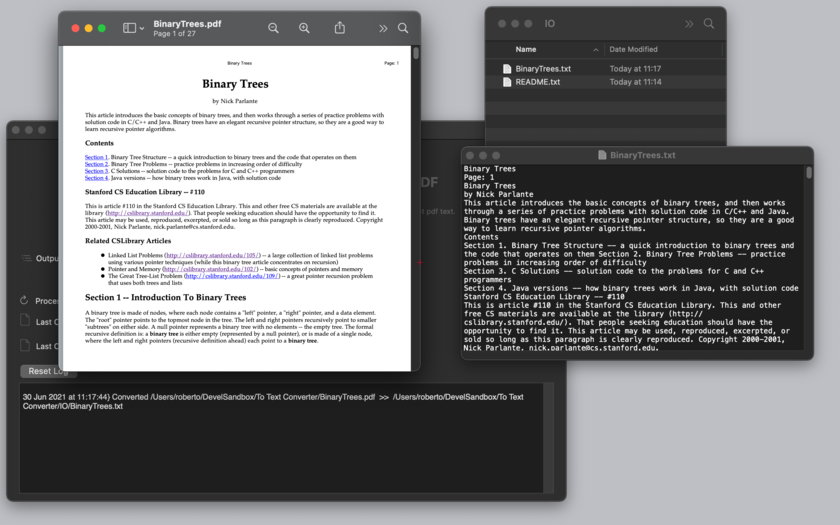 BinaryTrees.pdf
Page 1 of 27
Binary Trees
Page: 1
Binary Trees
by Nick Parlante
This article introduces the basic concepts of binary trees, and then works through a series of practice problems with
solution code in C/C++ and Java. Binary trees have an elegant recursive pointer structure, so they are a good way to
learn recursive pointer algorithms.
Contents
Section 1. Binary Tree Structure -- a quick introduction to binary trees and the code that operates on them
Section 2. Binary Tree Problems -- practice problems in increasing order of difficulty
Section 3. C Solutions -- solution code to the problems for C and C++ programmers
Section 4. Java versions -- how binary trees work in Java, with solution code
Stanford CS Education Library -- #110
This is article #110 in the Stanford CS Education Library. This and other free CS materials are available at the
library (http://cslibrary.stanford.edu/). That people seeking education should have the opportunity to find it.
This article may be used, reproduced, excerpted, or sold so long as this paragraph is clearly reproduced. Copyright
2000-2001, Nick Parlante, nick.parlante@cs.stanford.edu.
Related CSLibrary Articles
• Linked List Problems (http://cslibrary.stanford.edu/105/) -- a large collection of linked list problems
using various pointer techniques (while this binary tree article concentrates on recursion)
• Pointer and Memory (http://cslibrary.stanford.edu/102/) -- basic concepts of pointers and memory
• The Great Tree-List Problem (http://cslibrary.stanford.edu/109/) -- a great pointer recursion problem
that uses both trees and lists
Section 1 -- Introduction To Binary Trees
A binary tree is made of nodes, where each node contains a "left" pointer, a "right" pointer, and a data element.
The "root" pointer points to the topmost node in the tree. The left and right pointers recursively point to smaller
"subtrees" on either side. A null pointer represents a binary tree with no elements -- the empty tree. The formal
recursive definition is: a binary tree is either empty (represented by a null pointer), or is made of a single node,
where the left and right pointers (recursive definition ahead) each point to a binary tree.
IO
Name
Date Modified
BinaryTrees.txt
Today at 11:17
README.txt
Today at 11:14
BinaryTrees.txt
Binary Trees
Page: 1
Binary Trees
by Nick Parlante
This article introduces the basic concepts of binary trees, and then works
through a series of practice problems with solution code in C/C++ and Java.
Binary trees have an elegant recursive pointer structure, so they are a good
way to learn recursive pointer algorithms.
Contents
Section 1. Binary Tree Structure -- a quick introduction to binary trees and
the code that operates on them Section 2. Binary Tree Problems -- practice
problems in increasing order of difficulty
Section 3. C Solutions -- solution code to the problems for C and C++
programmers
Section 4. Java versions -- how binary trees work in Java, with solution code
Stanford CS Education Library -- #110
This is article #110 in the Stanford CS Education Library. This and other
free CS materials are available at the library (http://
cslibrary.stanford.edu/). That people seeking education should have the
opportunity to find it. This article may be used, reproduced, excerpted, or
sold so long as this paragraph is clearly reproduced. Copyright 2000-2001,
Nick Parlante, nick.parlante@cs.stanford.edu.
DF
pdf text.
Outpu
Proces
Last C
Last C
Reset Log
30 Jun 2021 at 11:17:44} Converted /Users/roberto/DevelSandbox/To Text Converter/BinaryTrees.pdf >> /Users/roberto/DevelSandbox/To Text
Converter/IO/BinaryTrees.txt